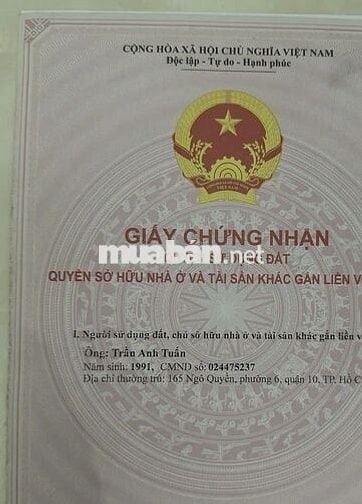 CỘNG HÒA XÃ HỘI CHỦ NGHĨA VIỆT NAM
Độc lập - Tự do - Hạnh phúc
VIỆT NAM
GIẤY CHỨNG NHẬN
muaban.net
ĐẤT
QUYỀN SỞ HỮU NHÀ Ở VÀ TÀI SẢN KHÁC GẮN LIỀN V
I. Người sử dụng đất, chủ sở hữu nhà ở và tài sản khác gắn liền v
Ông: Trần Anh Tuấn
Năm sinh: 1991, CMND số: 024475237
Địa chỉ thường trú: 165 Ngô Quyền, phường 6, quận 10, TP. Hồ C